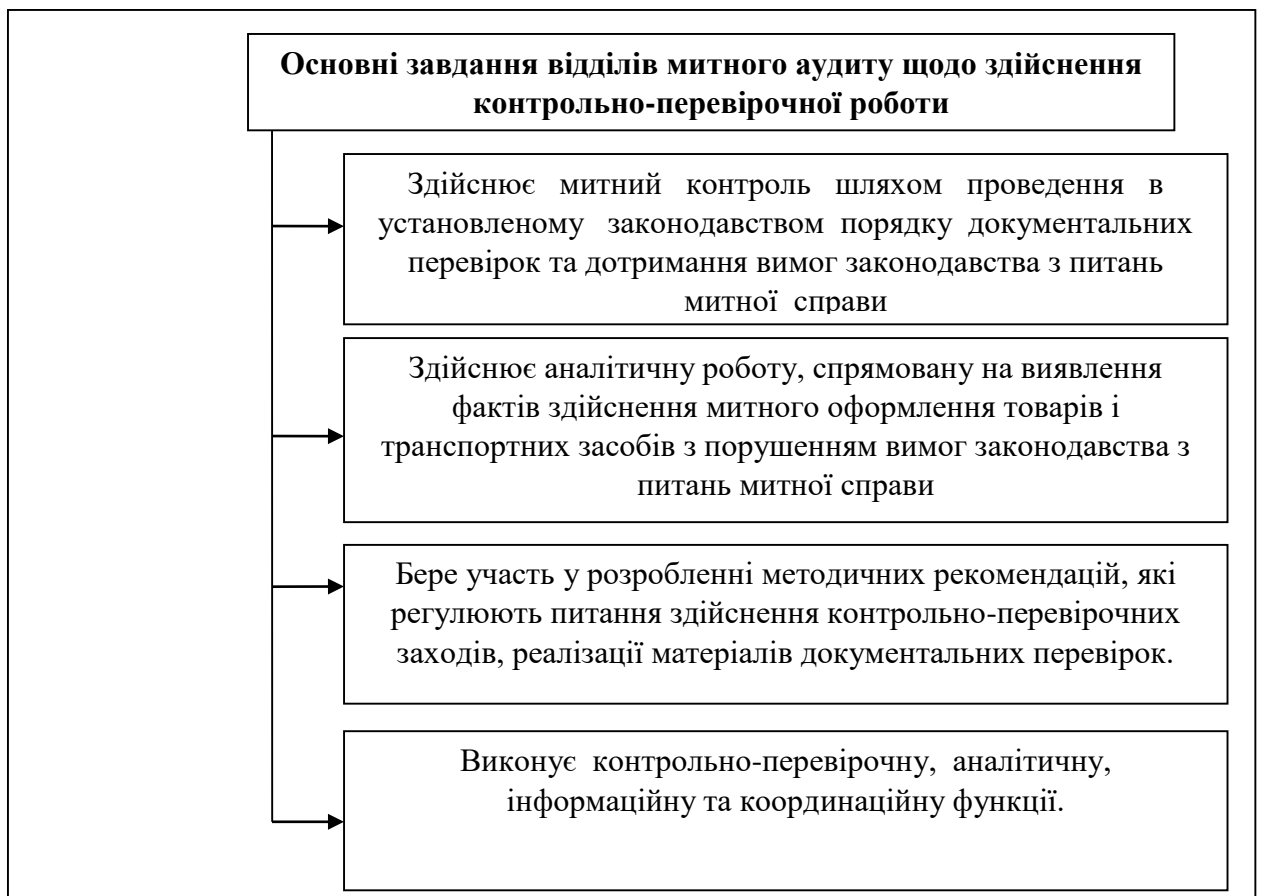 Основні завдання відділів митного аудиту щодо здійснення
контрольно-перевірочної роботи
Здійснює митний контроль шляхом проведення в
установленому законодавством порядку документальних
перевірок та дотримання вимог законодавства з питань
митної справи
Здійснює аналітичну роботу, спрямовану на виявлення
фактів здійснення митного оформлення товарів і
транспортних засобів з порушенням вимог законодавства з
питань митної справи
Бере участь у розробленні методичних рекомендацій, які
регулюють питання здійснення контрольно-перевірочних
заходів, реалізації матеріалів документальних перевірок.
Виконує контрольно-перевірочну, аналітичну,
інформаційну та координаційну функції.